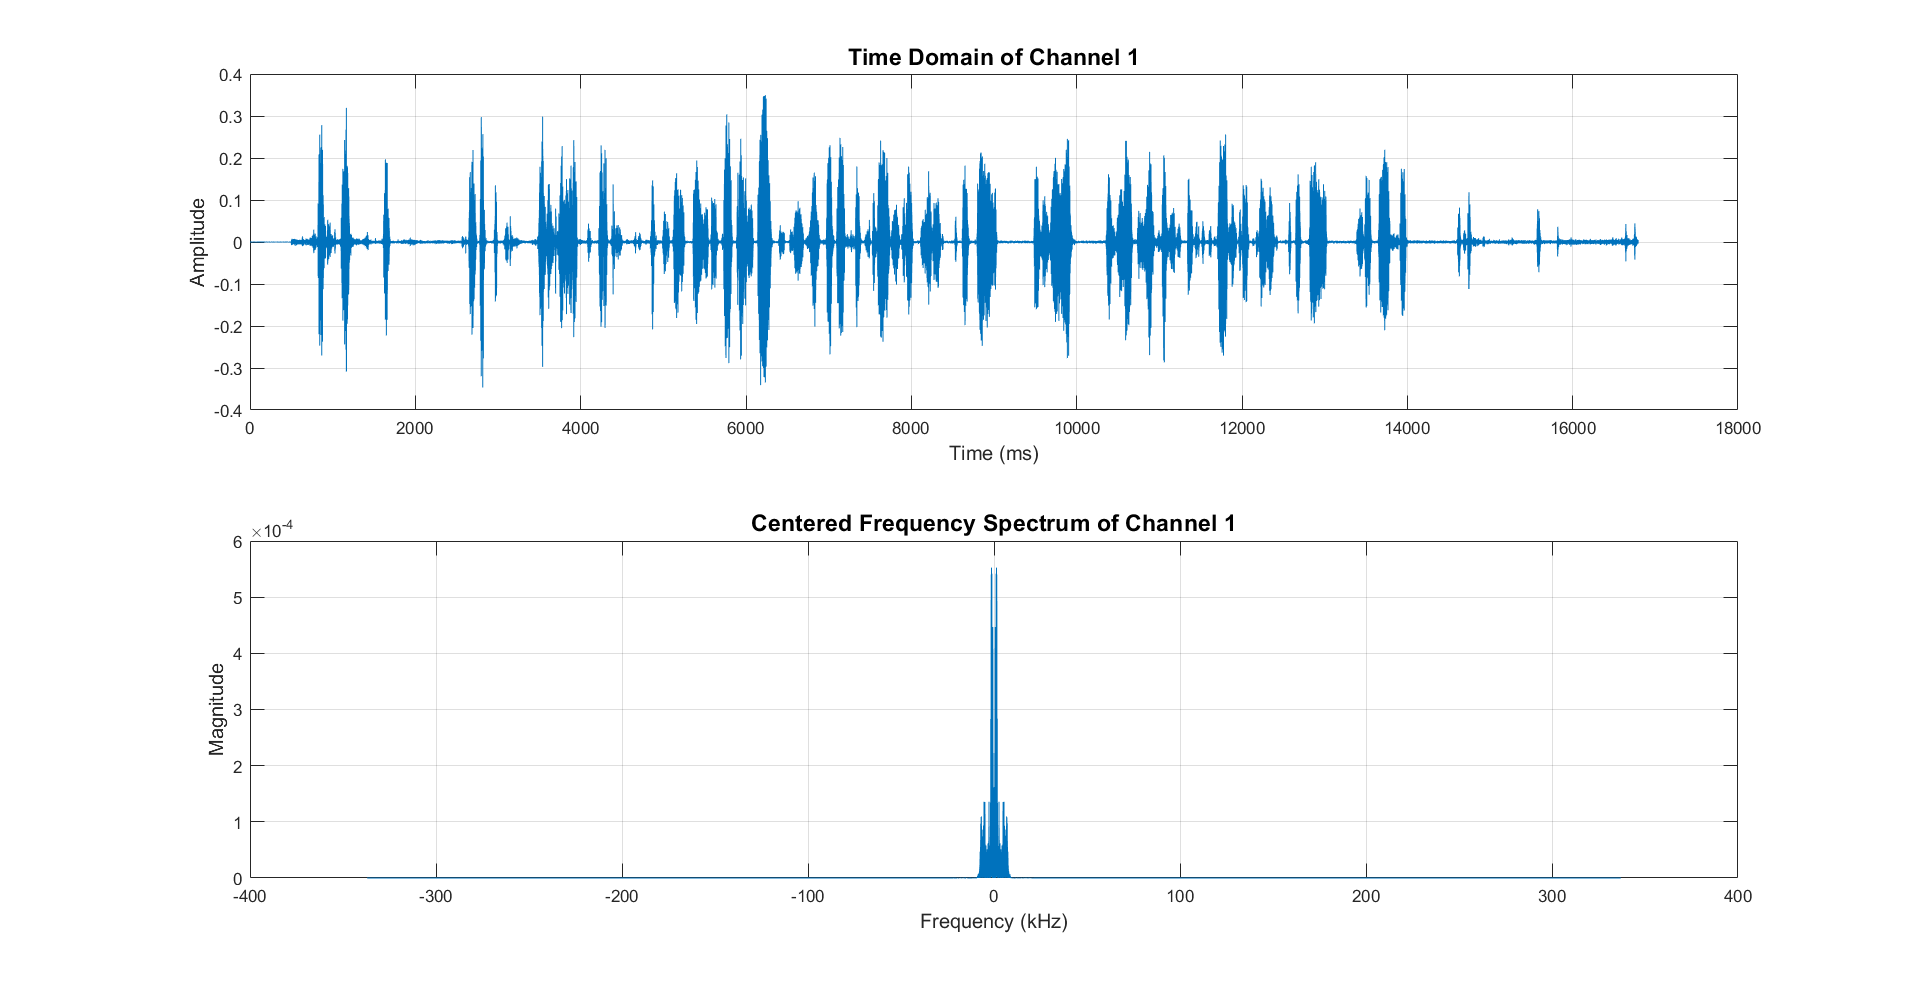 Time Domain of Channel 1
0.4
0.3
0.2
0.1
0
-0.1
-0.2
-0.3
-0.4
Amplitude
0 2000 4000 6000 8000 10000 12000 14000 16000 18000
Time (ms)
Centered Frequency Spectrum of Channel 1
×10-4
6
5
4
3
2
1
0
Magnitude
-400 -300 -200 -100 0 100 200 300 400
Frequency (kHz)